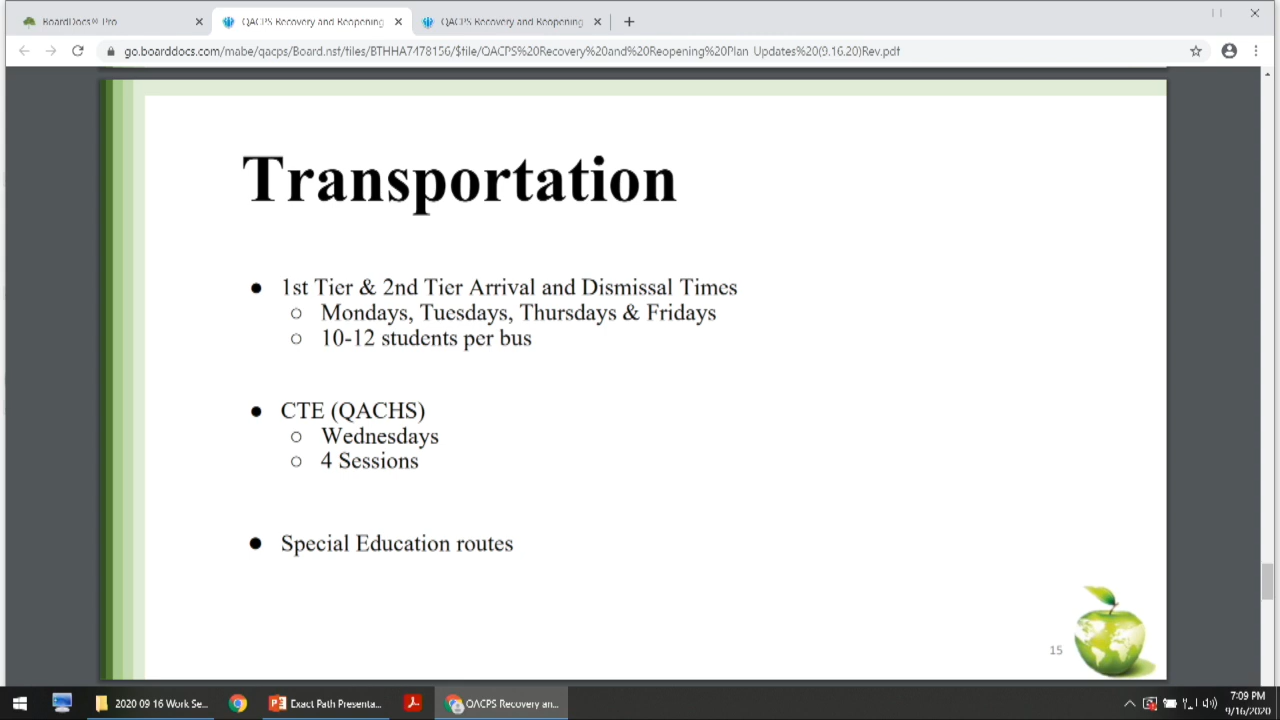 BoardDocs® Pro
QACPS Recovery and Reopening
QACPS Recovery and Reopening
go.boarddocs.com/mabe/qacps/Board.nsf/files/BTHHA7478156/$file/QACPS%20Recovery%20and%20Reopening%20Plan Updates%20(9.16.20)Rev.pdf
Transportation
● 1st Tier & 2nd Tier Arrival and Dismissal Times
○ Mondays, Tuesdays, Thursdays & Fridays
○ 10-12 students per bus
● CTE (QACHS)
○ Wednesdays
○ 4 Sessions
● Special Education routes
15
2020 09 16 Work Se...
Exact Path Presenta...
QACPS Recovery an...
7:09 PM
9/16/2020